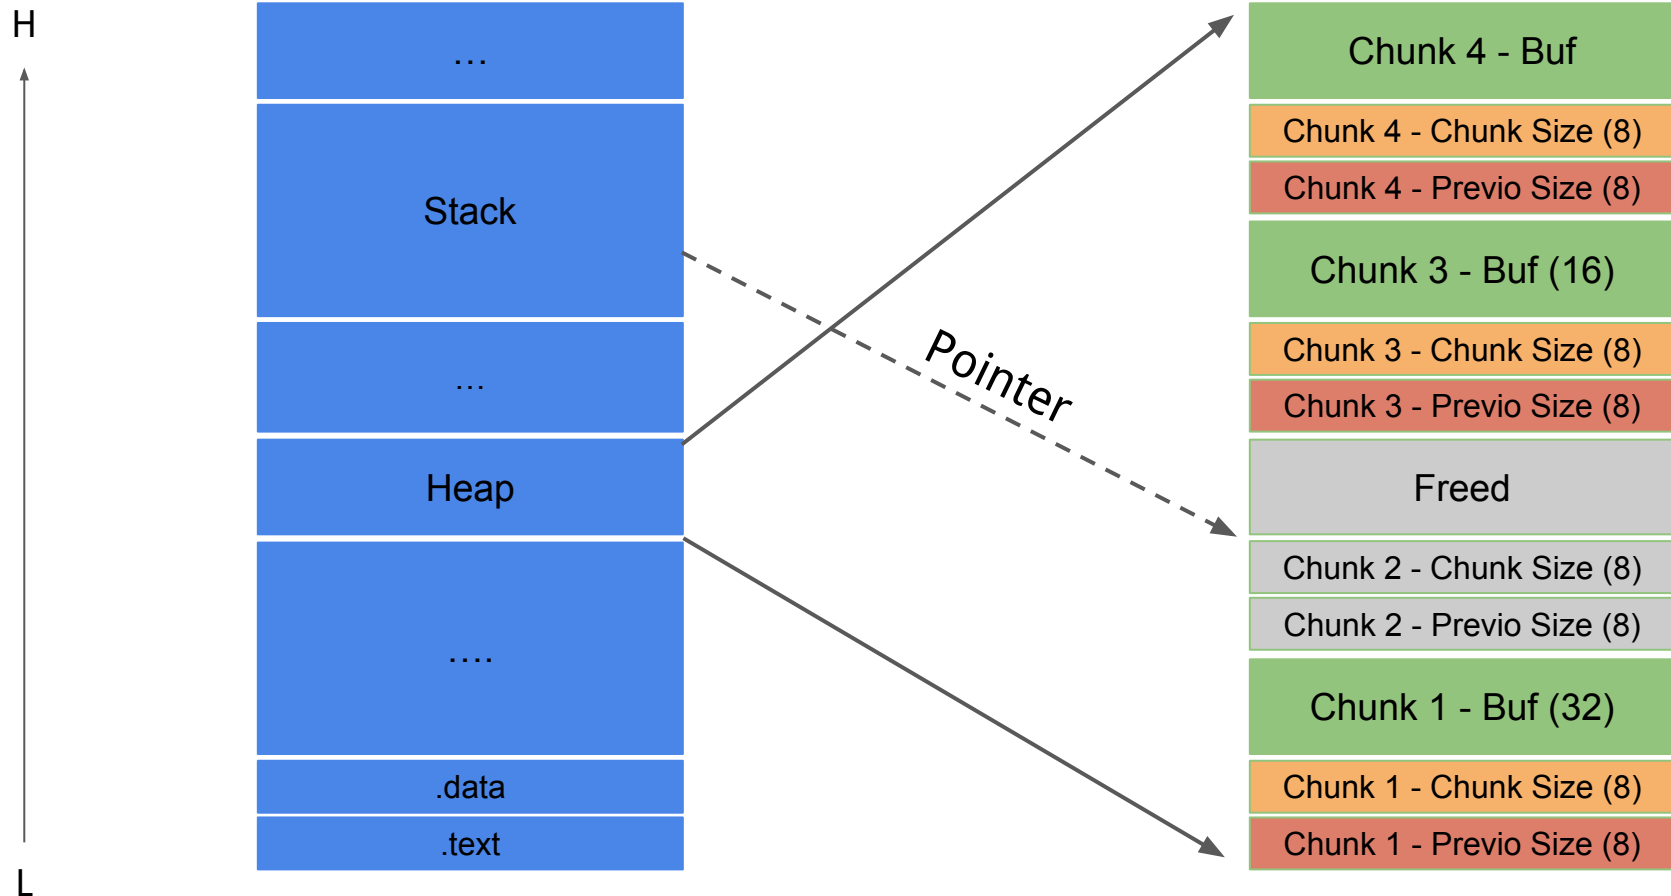 H
…
Stack
…
Heap
….
.data
.text
L
Pointer
Chunk 4 - Buf
Chunk 4 - Chunk Size (8)
Chunk 4 - Previo Size (8)
Chunk 3 - Buf (16)
Chunk 3 - Chunk Size (8)
Chunk 3 - Previo Size (8)
Freed
Chunk 2 - Chunk Size (8)
Chunk 2 - Previo Size (8)
Chunk 1 - Buf (32)
Chunk 1 - Chunk Size (8)
Chunk 1 - Previo Size (8)